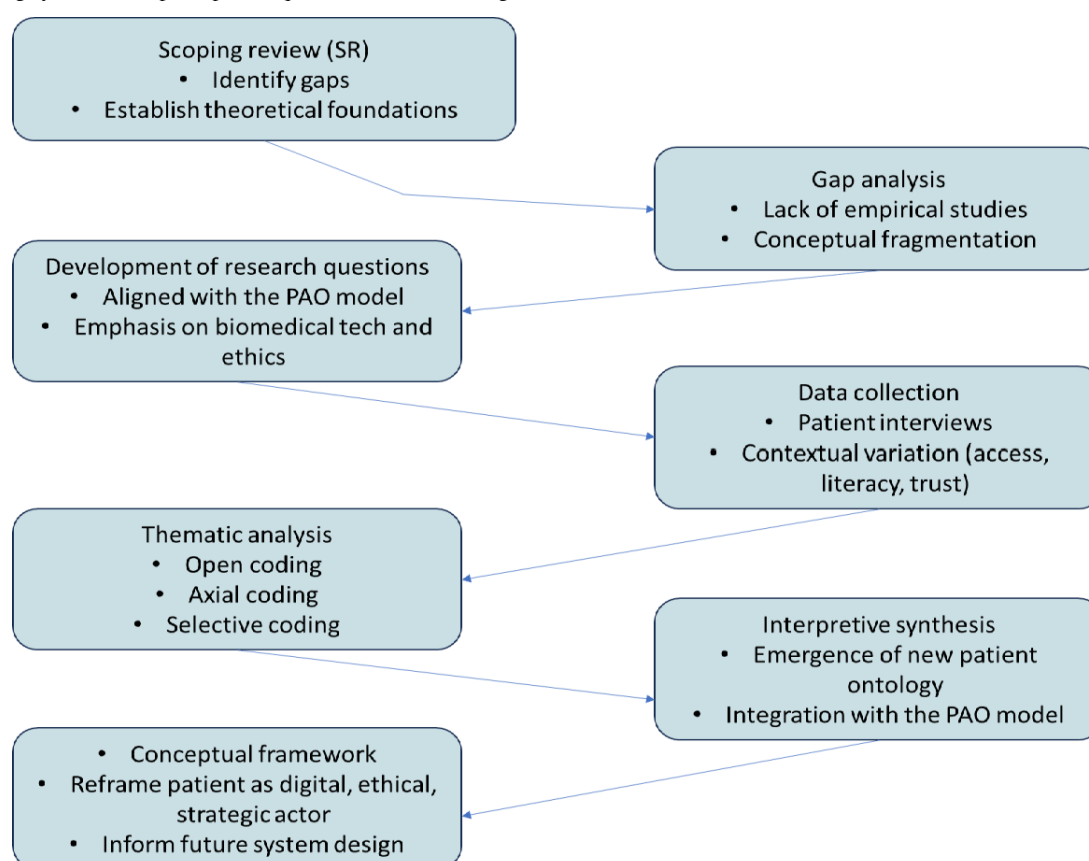 Scoping review (SR)
• Identify gaps
• Establish theoretical foundations
Gap analysis
• Lack of empirical studies
• Conceptual fragmentation
Development of research questions
• Aligned with the PAO model
• Emphasis on biomedical tech and
ethics
Data collection
• Patient interviews
• Contextual variation (access,
literacy, trust)
Thematic analysis
• Open coding
• Axial coding
• Selective coding
Interpretive synthesis
• Emergence of new patient
ontology
• Integration with the PAO model
• Conceptual framework
• Reframe patient as digital, ethical,
strategic actor
• Inform future system design